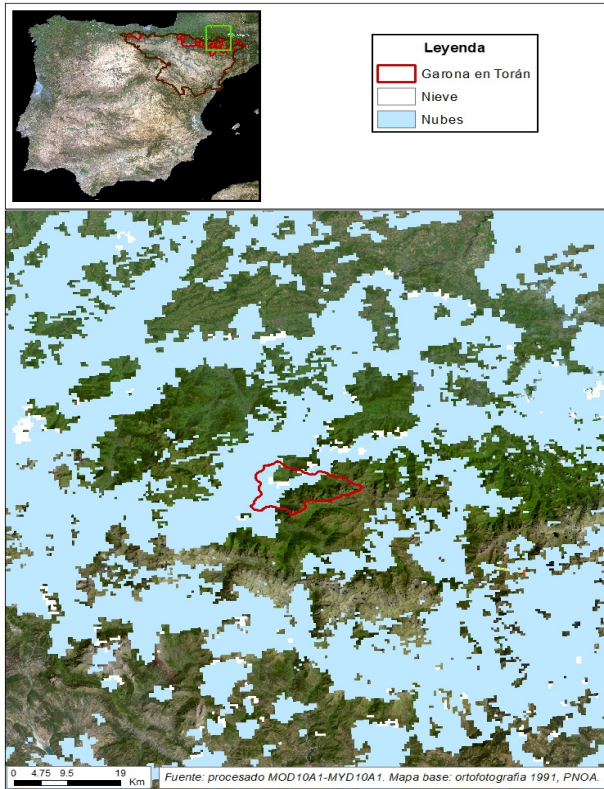 Leyenda
Garona en Torán
Nieve
Nubes
0 4.75 9.5 19
Km
Fuente: procesado MOD10A1-MYD10A1. Mapa base: ortofotografía 1991, PNOA.